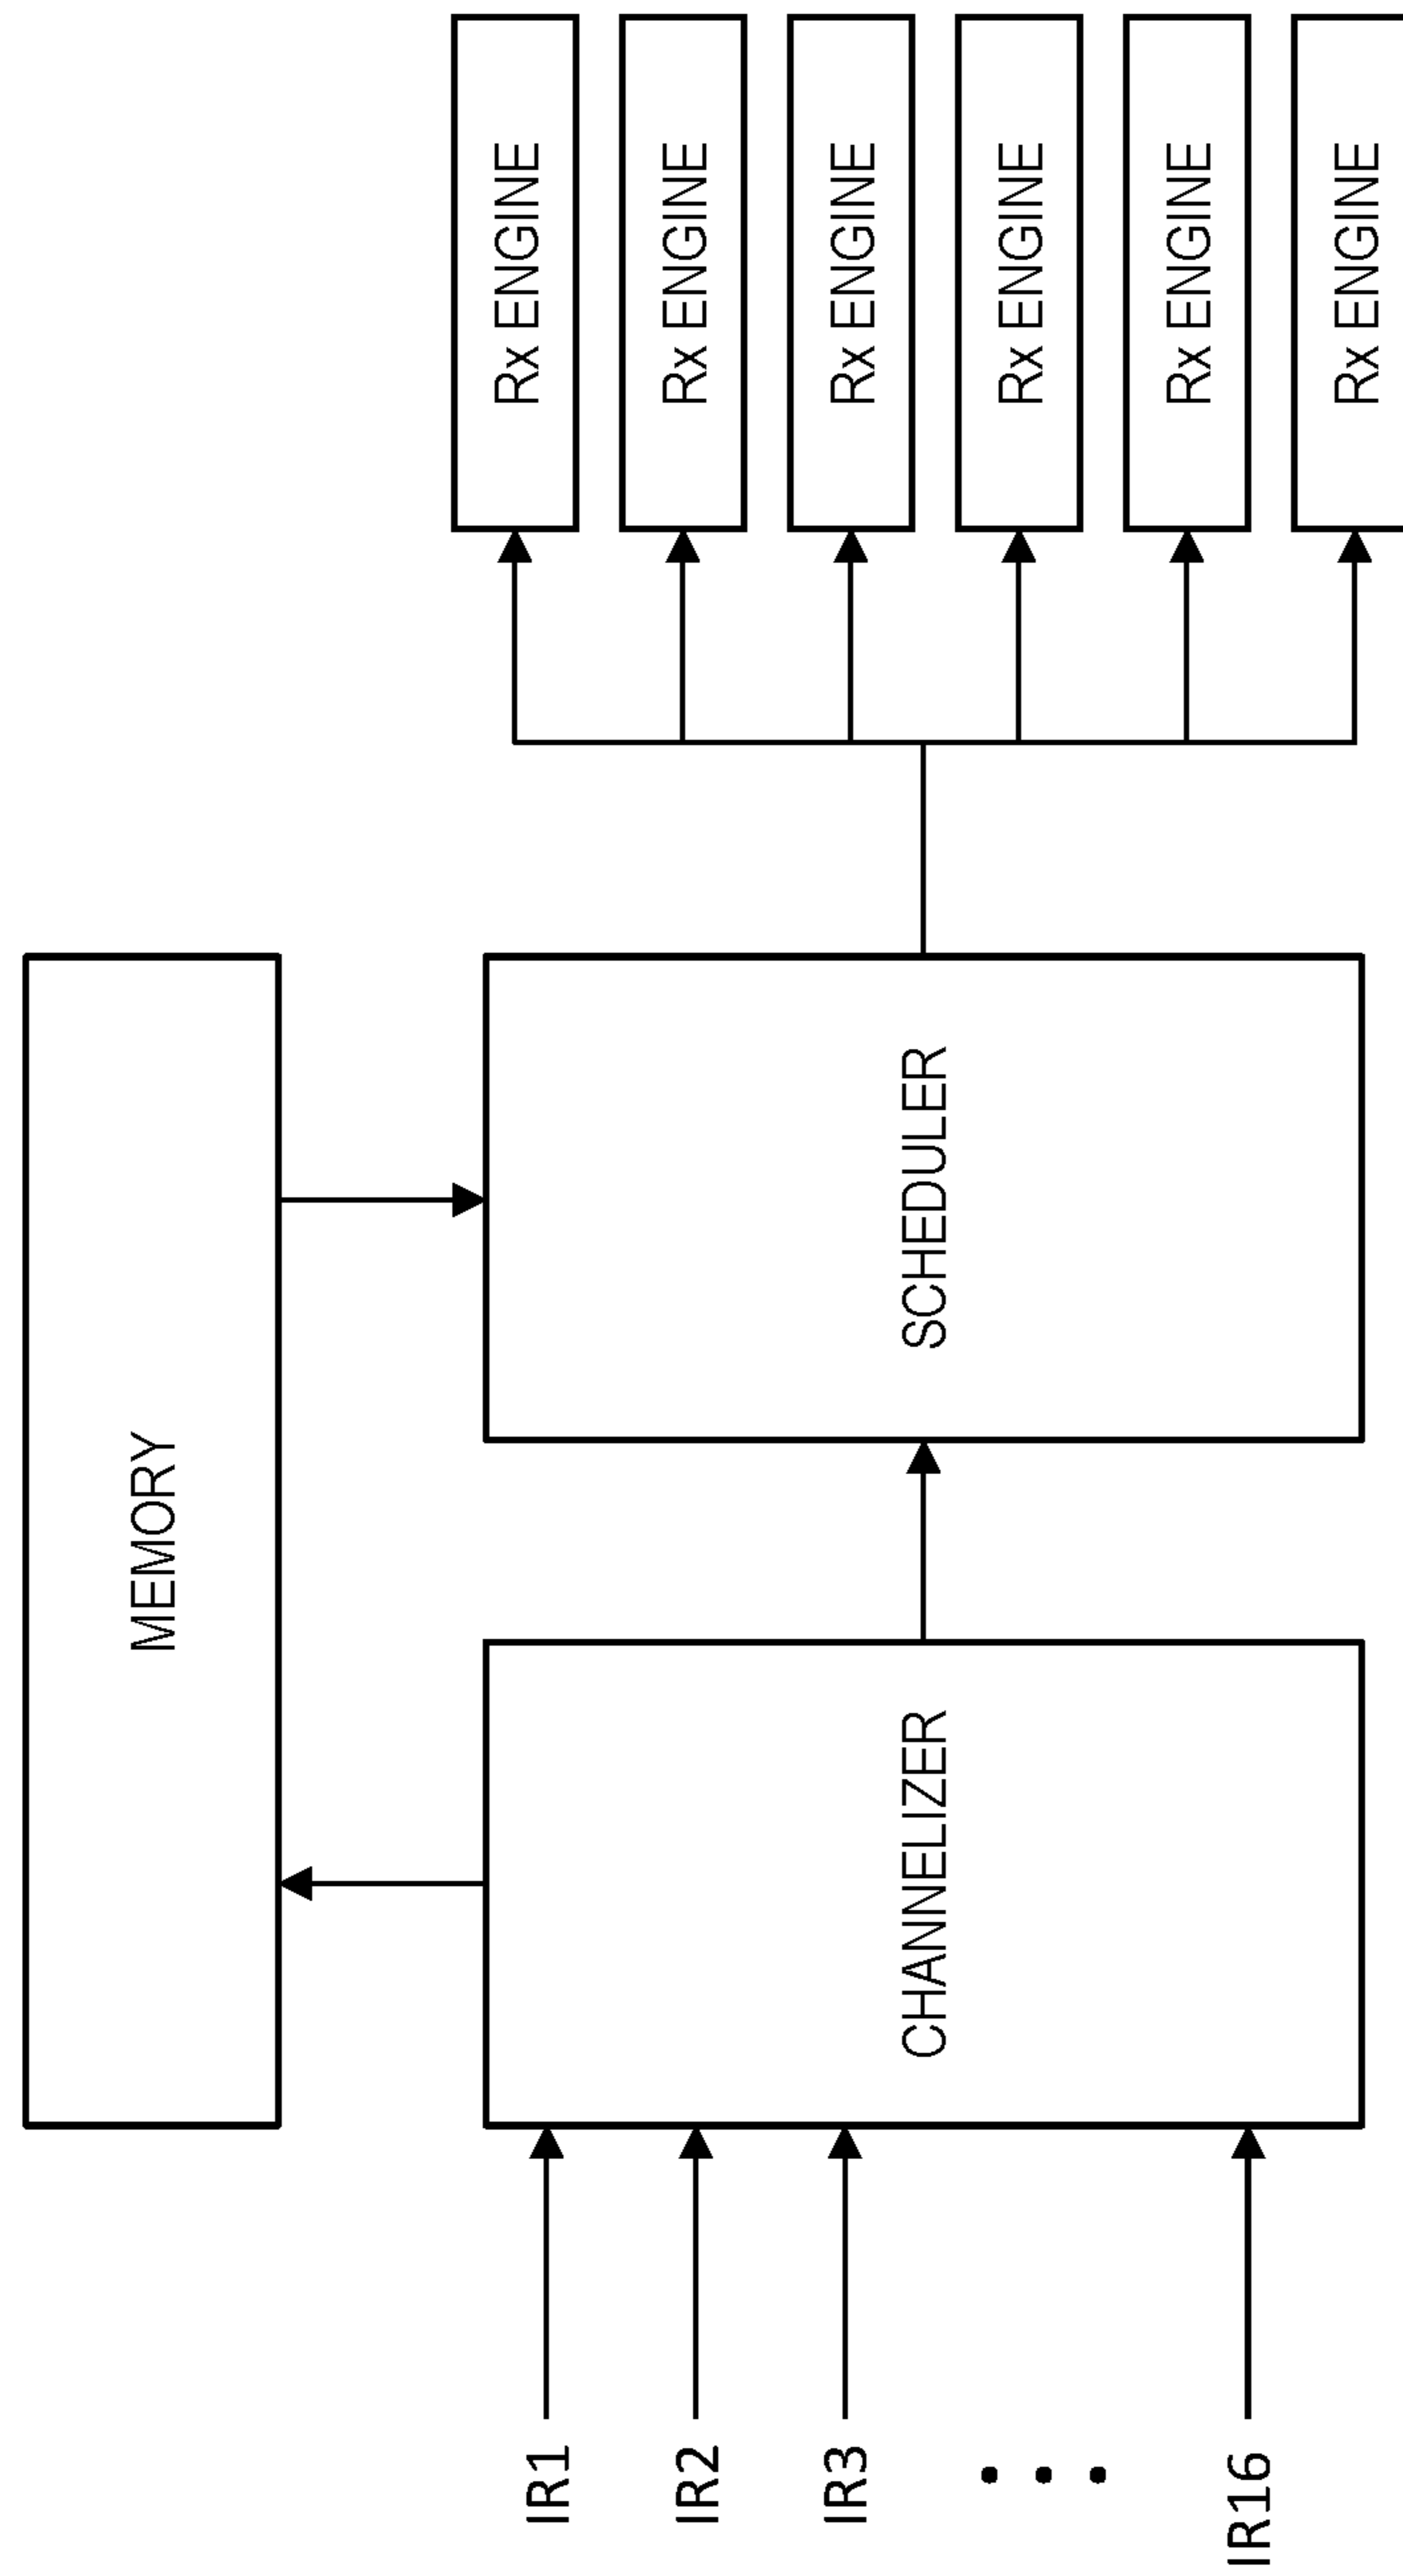 MEMORY
IR1
IR2
IR3
IR16
CHANNELIZER
SCHEDULER
Rx ENGINE
Rx ENGINE
Rx ENGINE
Rx ENGINE
Rx ENGINE
Rx ENGINE